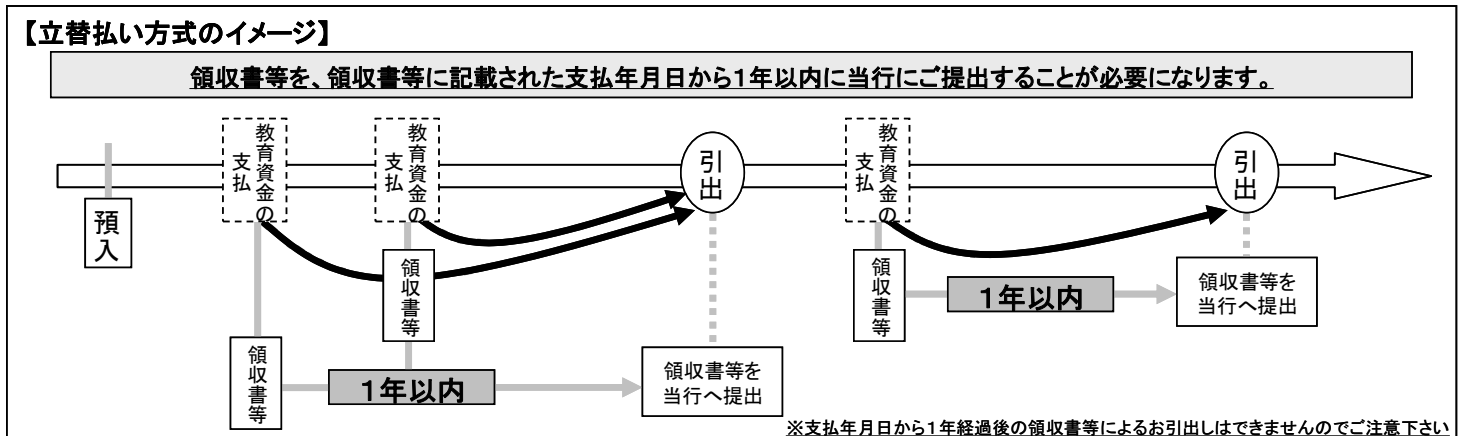 【立替払い方式のイメージ】
領収書等を、領収書等に記載された支払年月日から1年以内に当行にご提出することが必要になります。
預入
教育資金の
支払
教育資金の
支払
引出
教育資金の
支払
引出
領収書等
領収書等
1年以内
領収書等を
当行へ提出
領収書等
1年以内
領収書等を
当行へ提出
※支払年月日から1年経過後の領収書等によるお引出しはできませんのでご注意下さい